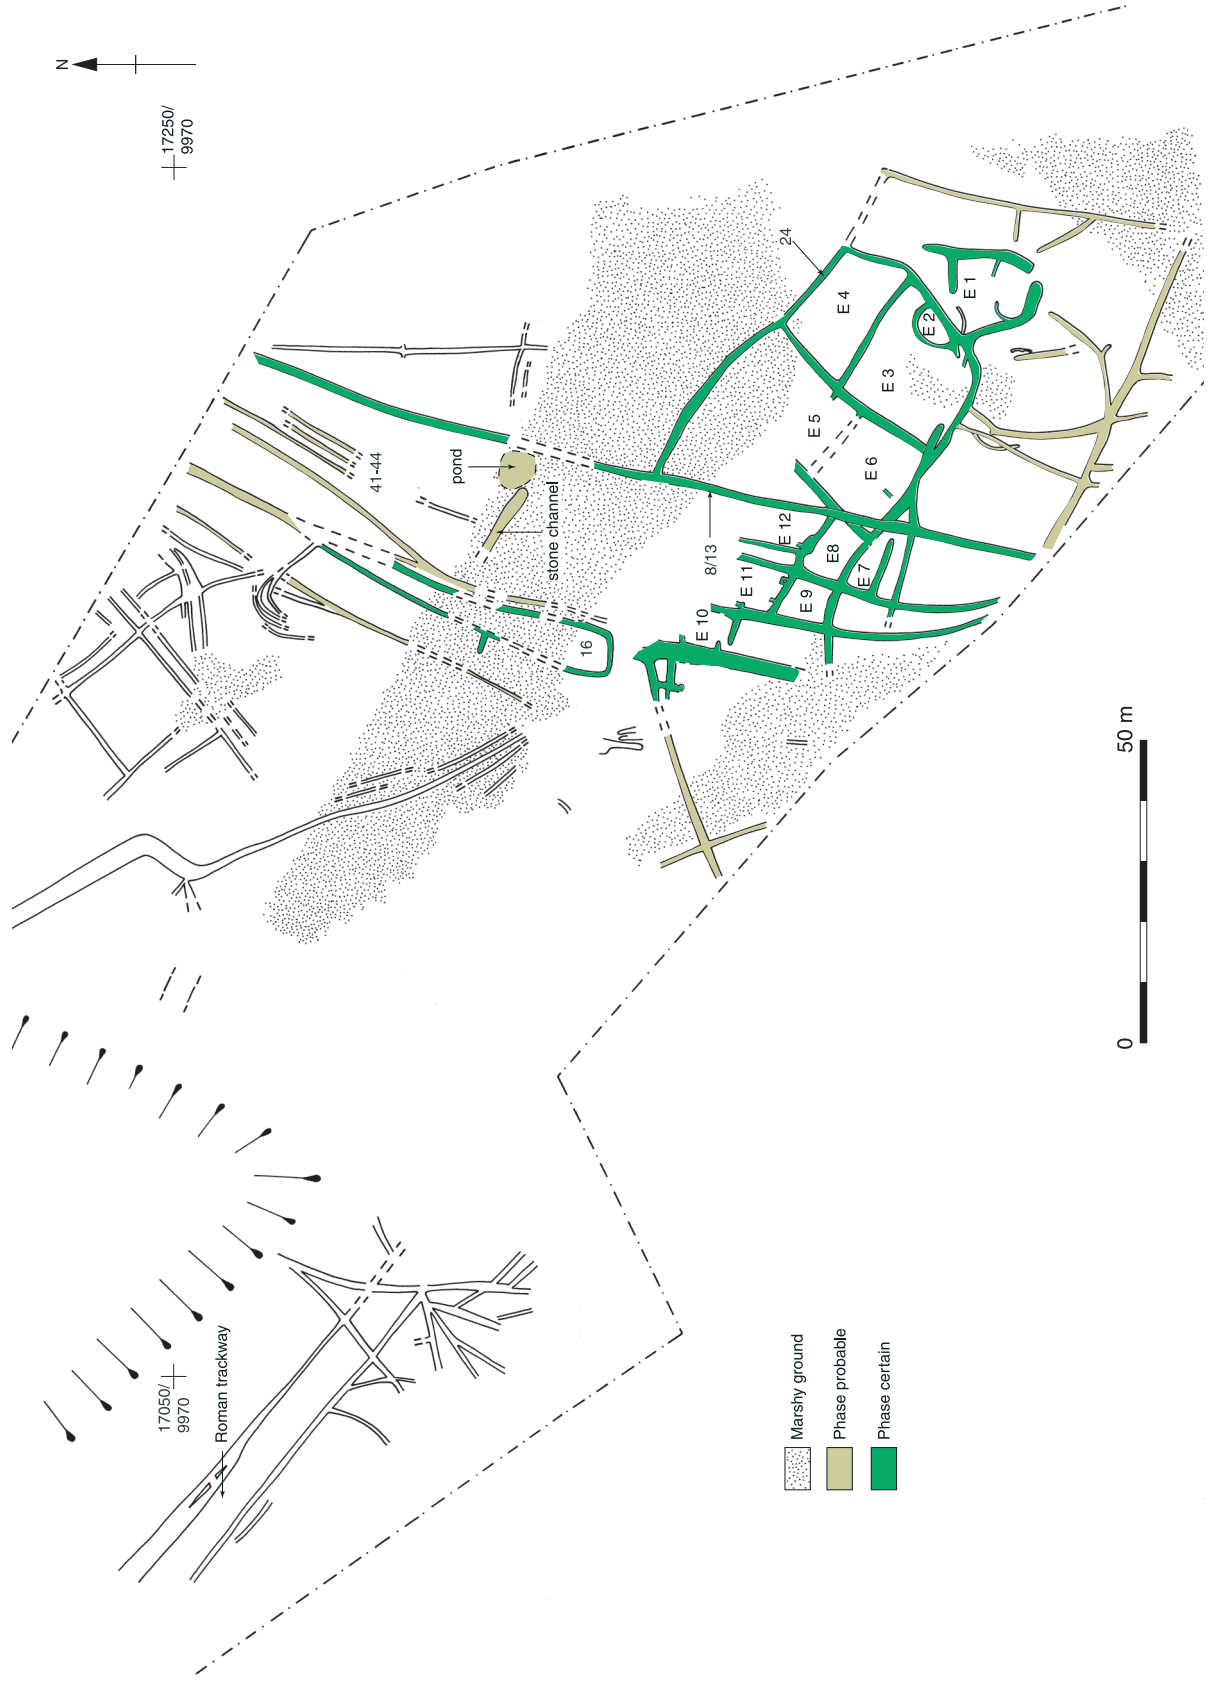 N
17250/
9970
24
E 4
E 1
E 2
E 3
E 5
E 6
41-44
pond
stone channel
8/13
E 12
E8
E 7
E 11
E 9
E 10
16
50 m
0
17050/
9970
Roman trackway
Marshy ground
Phase probable
Phase certain